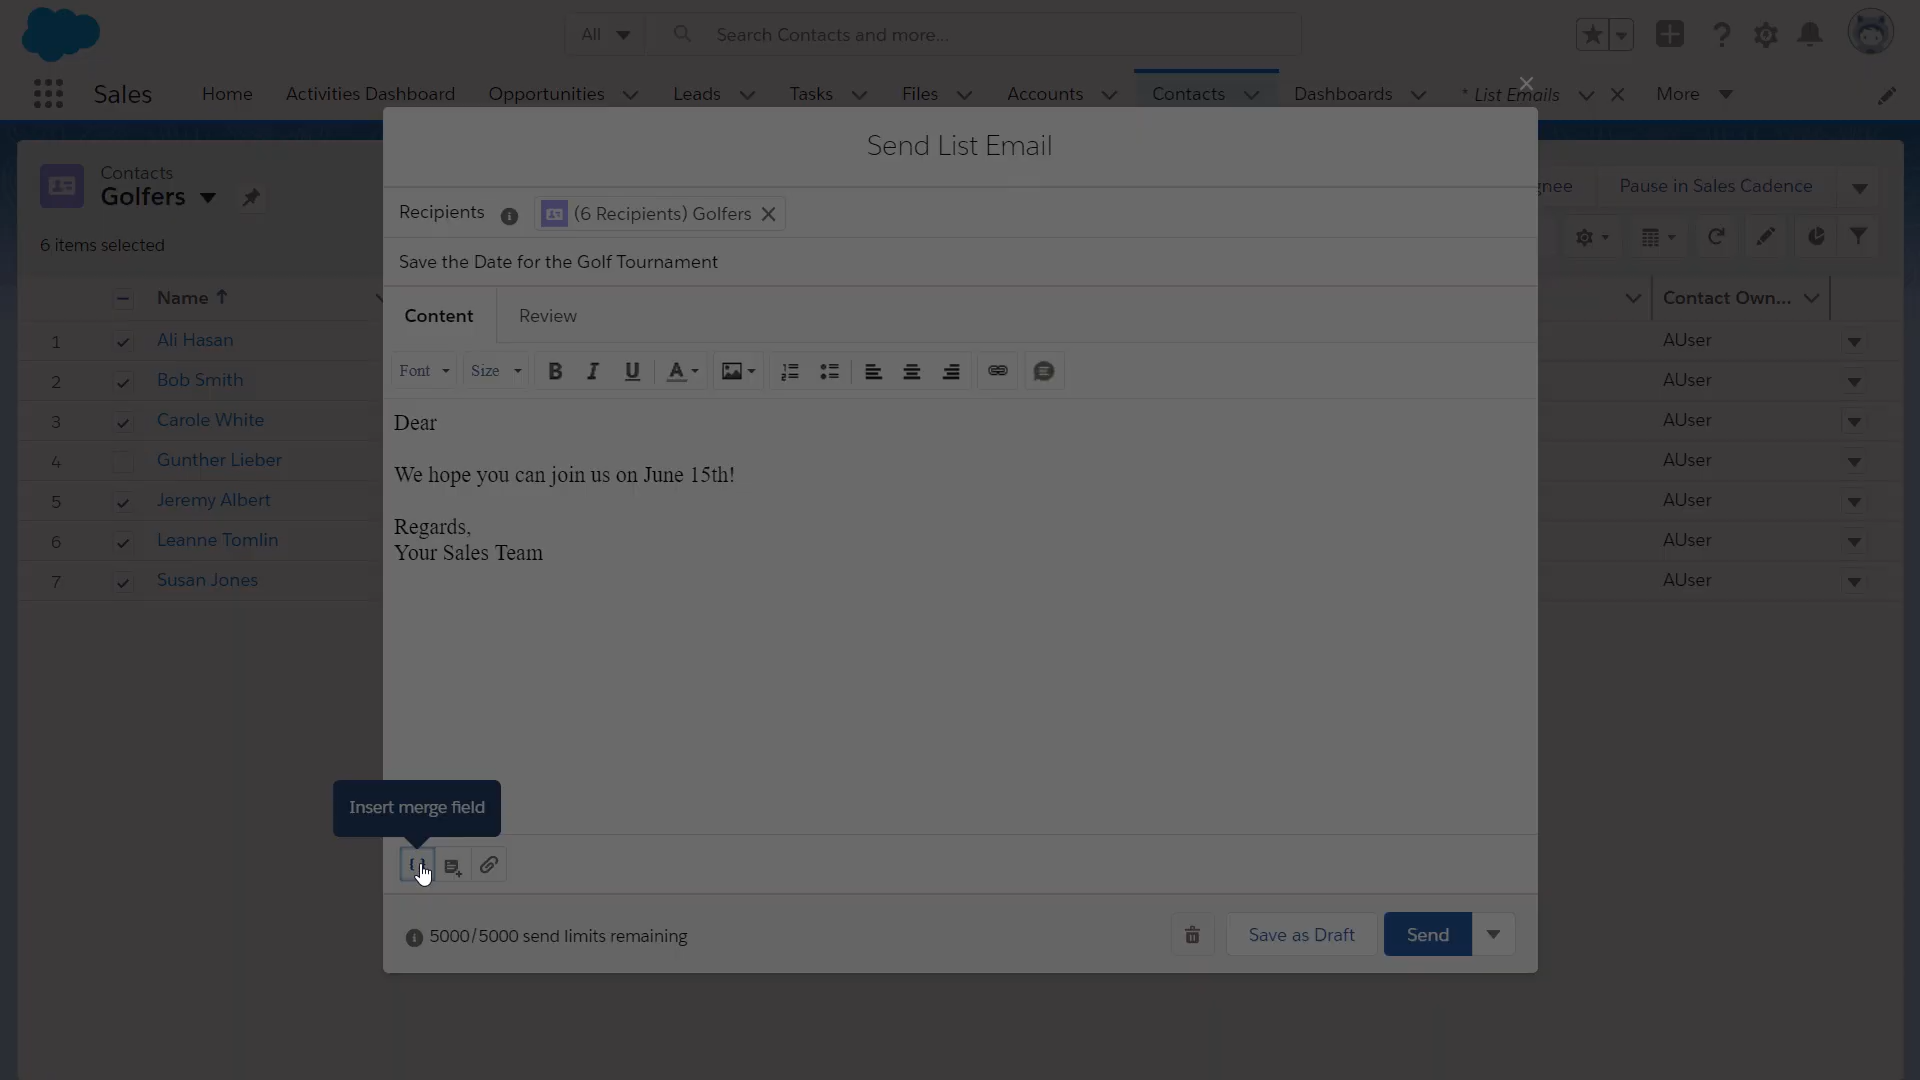 All
Search Contacts and more...
Sales
Home
Activities Dashboard
Opportunities
Leads
Tasks
Files
Accounts
Contacts
Dashboards
* List Emails
More
Contacts
Golfers
6 items selected
Pause in Sales Cadence
Send List Email
Recipients
(6 Recipients) Golfers
Save the Date for the Golf Tournament
Content
Review
Font
Size
B I U A
Dear
We hope you can join us on June 15th!
Regards,
Your Sales Team
Name
Contact Own...
1 Ali Hasan AUser
2 Bob Smith AUser
3 Carole White AUser
4 Gunther Lieber AUser
5 Jeremy Albert AUser
6 Leanne Tomlin AUser
7 Susan Jones AUser
Insert merge field
5000/5000 send limits remaining
Save as Draft
Send